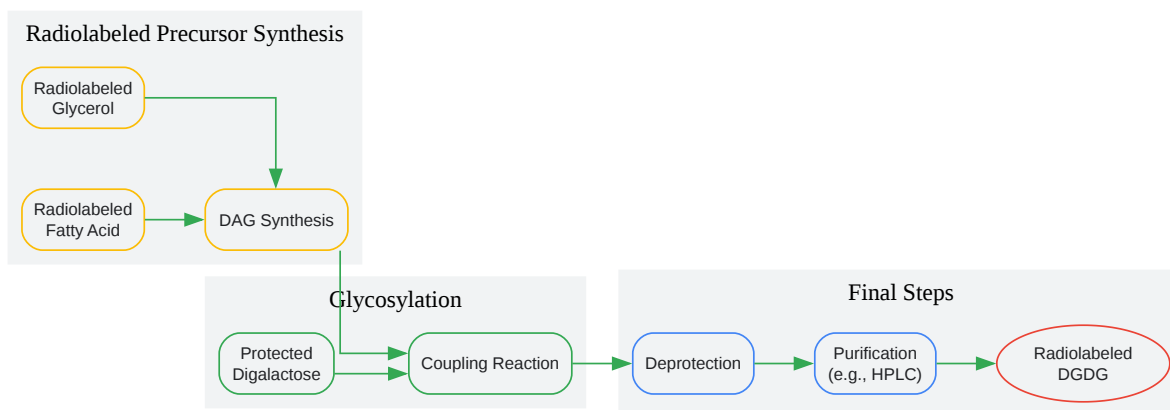 Radiolabeled Precursor Synthesis
Radiolabeled
Glycerol
Radiolabeled
Fatty Acid
DAG Synthesis
Glycosylation
Protected
Digalactose
Coupling Reaction
Final Steps
Deprotection
Purification
(e.g., HPLC)
Radiolabeled
DGDG